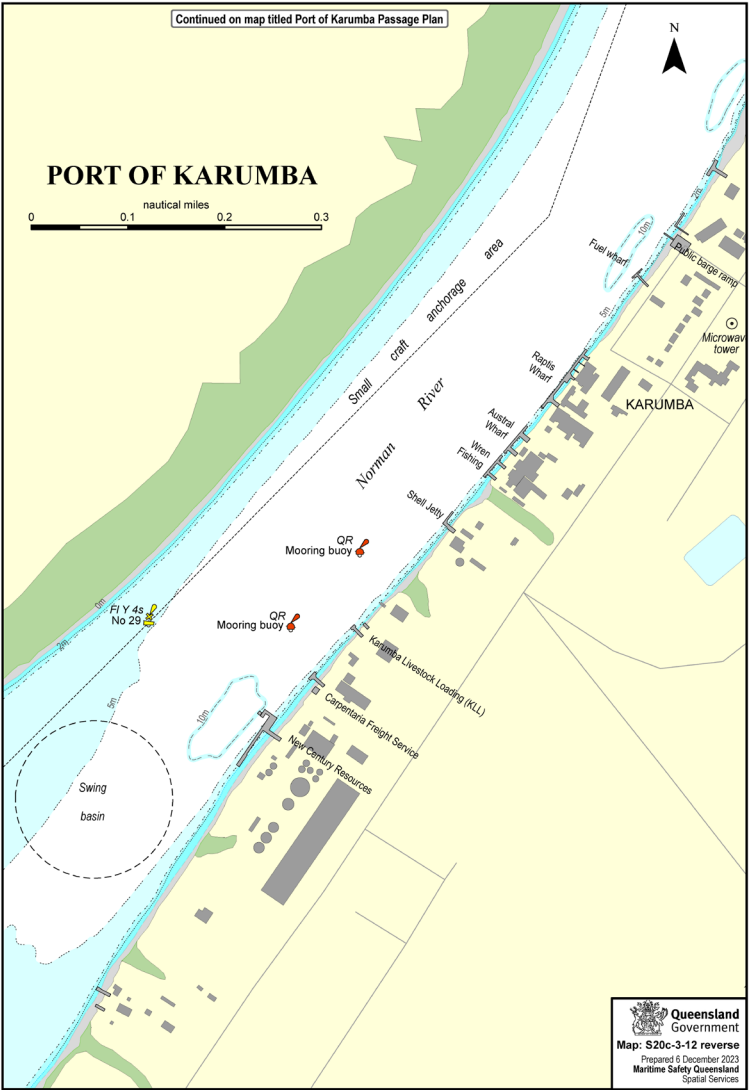 Continued on map titled Port of Karumba Passage Plan
N
PORT OF KARUMBA
nautical miles
0 0.1 0.2 0.3
2m
10m
Fuel wharf
Public barge ramp
5m
Small craft anchorage area
Microwav
tower
Raptis
Wharf
River
KARUMBA
Austral
Wharf
Norman
Wren
Fishing
Shell Jetty
QR
Mooring buoy
0m
Fl Y 4s
No 29
QR
Mooring buoy
2m
Karumba Livestock Loading (KLL)
5m
10m
Carpentaria Freight Service
New Century Resources
Swing
basin
Queensland
Government
Map: S20c-3-12 reverse
Prepared 6 December 2023
Maritime Safety Queensland
Spatial Services